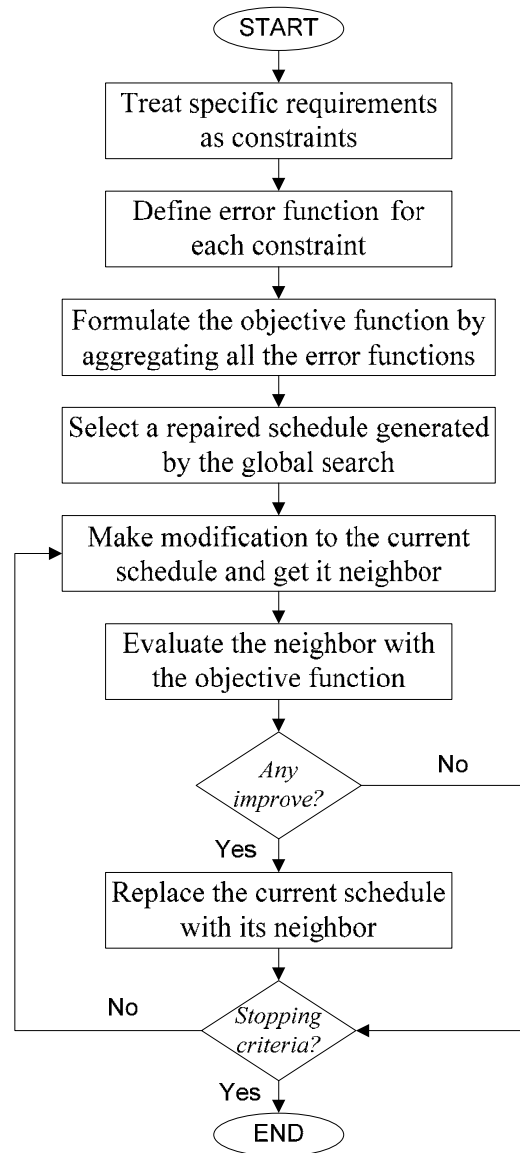 START
Treat specific requirements
as constraints
Define error function for
each constraint
Formulate the objective function by
aggregating all the error functions
Select a repaired schedule generated
by the global search
Make modification to the current
schedule and get it neighbor
Evaluate the neighbor with
the objective function
Any
improve?
No
Yes
Replace the current schedule
with its neighbor
No
Stopping
criteria?
Yes
END